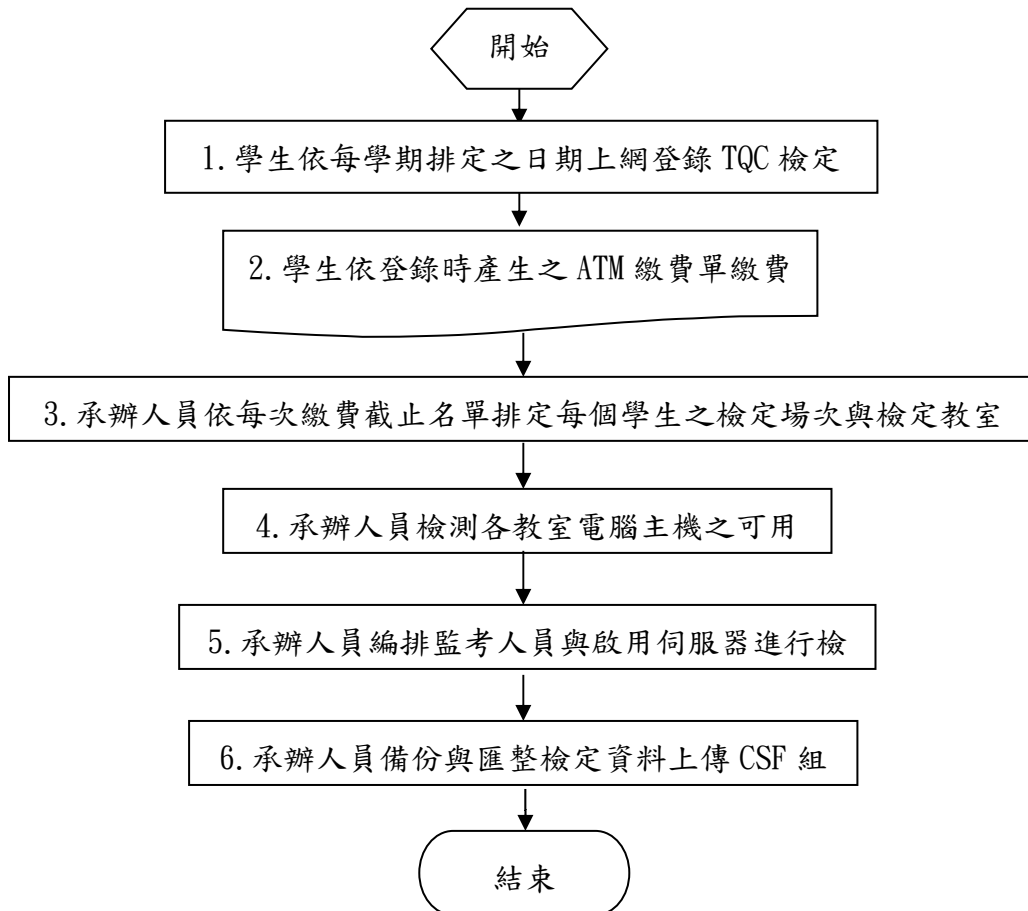 開始
1.學生依每學期排定之日期上網登錄 TQC 檢定
2.學生依登錄時產生之 ATM 繳費單繳費
3.承辦人員依每次繳費截止名單排定每個學生之檢定場次與檢定教室
4.承辦人員檢測各教室電腦主機之可用
5.承辦人員編排監考人員與啟用伺服器進行檢
6.承辦人員備份與匯整檢定資料上傳 CSF 組
結束